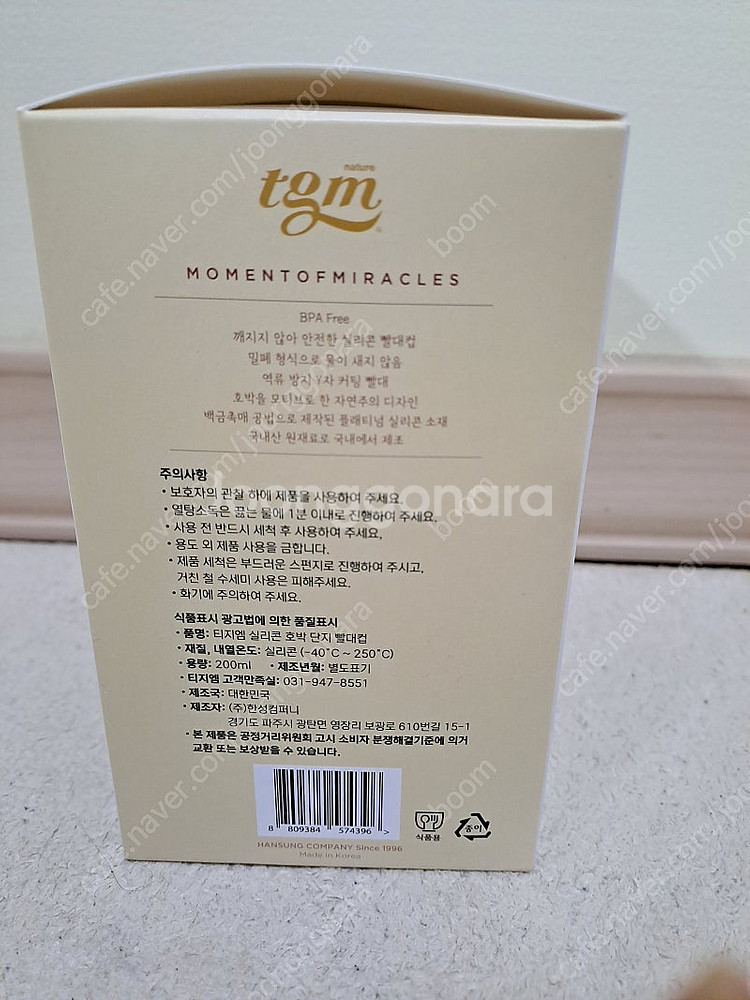 nature
tgm
MOMENTOFMIRACLES
BPA Free
깨지지 않아 안전한 실리콘 빨대컵
밀폐 형식으로 물이 새지 않음
역류 방지 Y자 커팅 빨대
호박을 모티브로 한 자연주의 디자인
백금촉매 공법으로 제작된 플래티넘 실리콘 소재
국내산 원재료로 국내에서 제조
주의사항
• 보호자의 관찰 하에 제품을 사용하여 주세요.
• 열탕소독은 끓는 물에 1분 이내로 진행하여 주세요.
• 사용 전 반드시 세척 후 사용하여 주세요.
• 용도 외 제품 사용을 금합니다.
• 제품 세척은 부드러운 스펀지로 진행하여 주시고,
거친 철 수세미 사용은 피해주세요.
• 화기에 주의하여 주세요.
식품표시 광고법에 의한 품질표시
• 품명: 티지엠 실리콘 호박 단지 빨대컵
• 재질, 내열온도: 실리콘 (-40˚C ~ 250˚C)
• 용량: 200ml • 제조년월: 별도표기
• 티지엠 고객만족실: 031-947-8551
• 제조국: 대한민국
• 제조자: (주)한성컴퍼니
경기도 파주시 광탄면 영장리 보광로 610번길 15-1
• 본 제품은 공정거리위원회 고시 소비자 분쟁해결기준에 의거
교환 또는 보상받을 수 있습니다.
8 809384 574396 >
식품용
종이
HANSUNG COMPANY Since 1996
Made in Korea
joonggonara
cafe.naver.com/joonggonara
boom